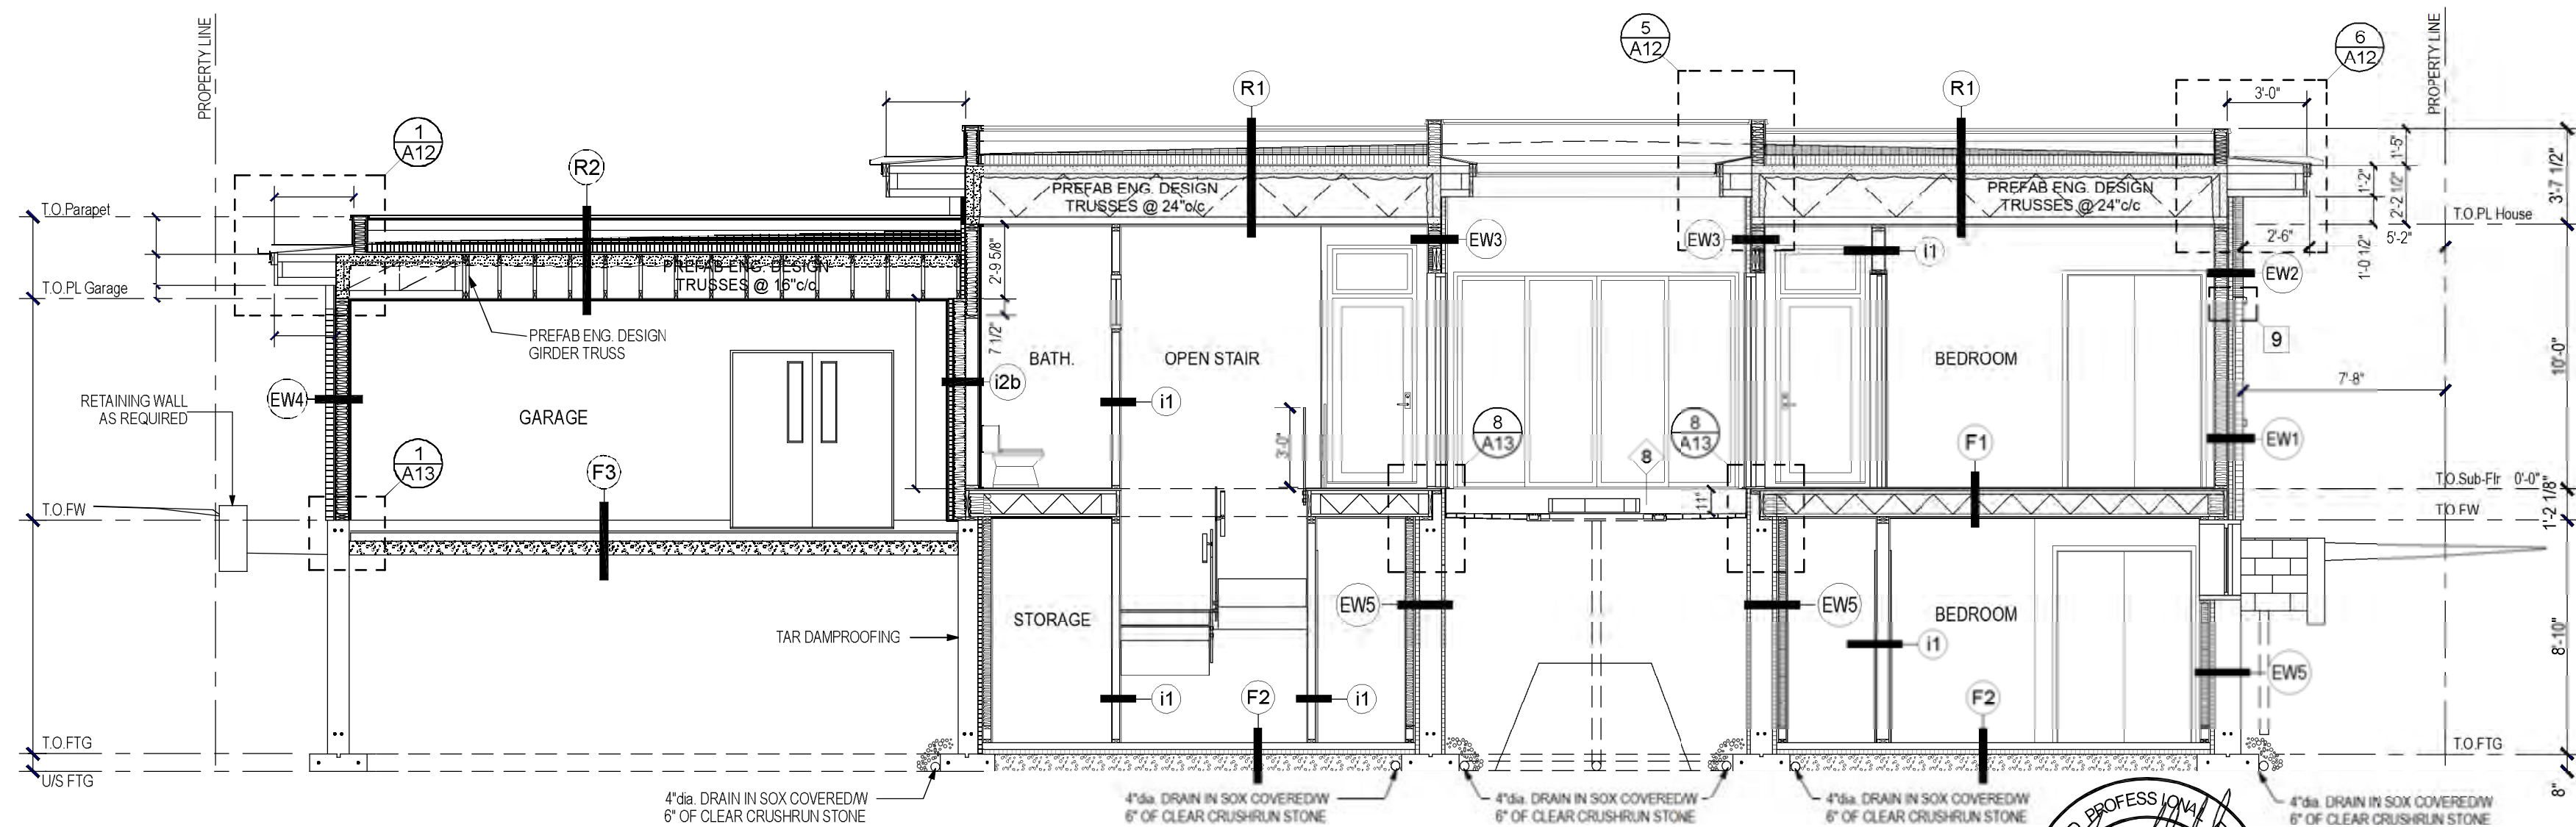 PROPERTY LINE
1
A12
R2
T.O.Parapet
T.O.PL Garage
PREFAB ENG. DESIGN
TRUSSES @ 16"c/c
PREFAB ENG. DESIGN
GIRDER TRUSS
RETAINING WALL
AS REQUIRED
EW4
GARAGE
1
A13
F3
T.O.FW
TAR DAMPROOFING
T.O.FTG
U/S FTG
R1
PREFAB ENG. DESIGN
TRUSSES @ 24"c/c
2'-9 5/8"
7 1/2"
BATH.
OPEN STAIR
i2b
i1
3'-0"
EW3
5
A12
EW3
8
A13
8
A13
8
11"
STORAGE
i1
F2
i1
EW5
EW5
R1
PREFAB ENG. DESIGN
TRUSSES @ 24"c/c
i1
BEDROOM
F1
BEDROOM
i1
F2
EW5
6
A12
3'-0"
PROPERTY LINE
1'-5"
1'-2"
2'-2 1/2"
3'-7 1/2"
T.O.PL House
2'-6"
5'-2"
1'-0 1/2"
EW2
9
7'-8"
10'-0"
EW1
T.O.Sub-Flr 0'-0"
T.O FW
1'-2 1/8"
8'-10"
T.O.FTG
8"
4"dia. DRAIN IN SOX COVERED/W
6" OF CLEAR CRUSHRUN STONE
4"dia. DRAIN IN SOX COVERED/W
6" OF CLEAR CRUSHRUN STONE
4"dia. DRAIN IN SOX COVERED/W
6" OF CLEAR CRUSHRUN STONE
4"dia. DRAIN IN SOX COVERED/W
6" OF CLEAR CRUSHRUN STONE
4"dia. DRAIN IN SOX COVERED/W
6" OF CLEAR CRUSHRUN STONE
PROFESSIONAL